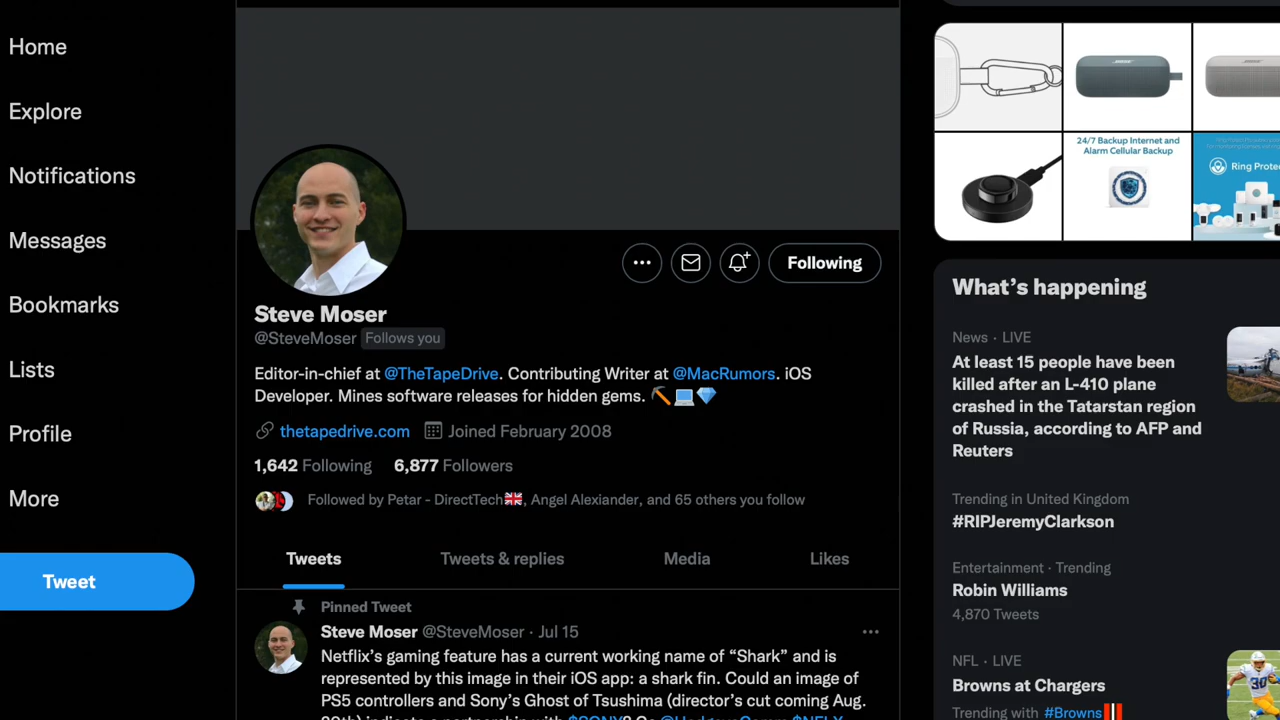 Home
Explore
Notifications
Messages
Bookmarks
Lists
Profile
More
Tweet
Following
Steve Moser
@SteveMoser Follows you
Editor-in-chief at @TheTapeDrive. Contributing Writer at @MacRumors. iOS
Developer. Mines software releases for hidden gems. ⛏️💻💎
thetapedrive.com Joined February 2008
1,642 Following 6,877 Followers
Followed by Petar - DirectTech🇬🇧, Angel Alexiander, and 65 others you follow
Tweets Tweets & replies Media Likes
Pinned Tweet
Steve Moser @SteveMoser · Jul 15
Netflix’s gaming feature has a current working name of “Shark” and is
represented by this image in their iOS app: a shark fin. Could an image of
PS5 controllers and Sony’s Ghost of Tsushima (director’s cut coming Aug.
BOSE
24/7 Backup Internet and
Alarm Cellular Backup
Ring Prote
What’s happening
News · LIVE
At least 15 people have been
killed after an L-410 plane
crashed in the Tatarstan region
of Russia, according to AFP and
Reuters
Trending in United Kingdom
#RIPJeremyClarkson
Entertainment · Trending
Robin Williams
4,870 Tweets
NFL · LIVE
Browns at Chargers
Trending with #Browns
30